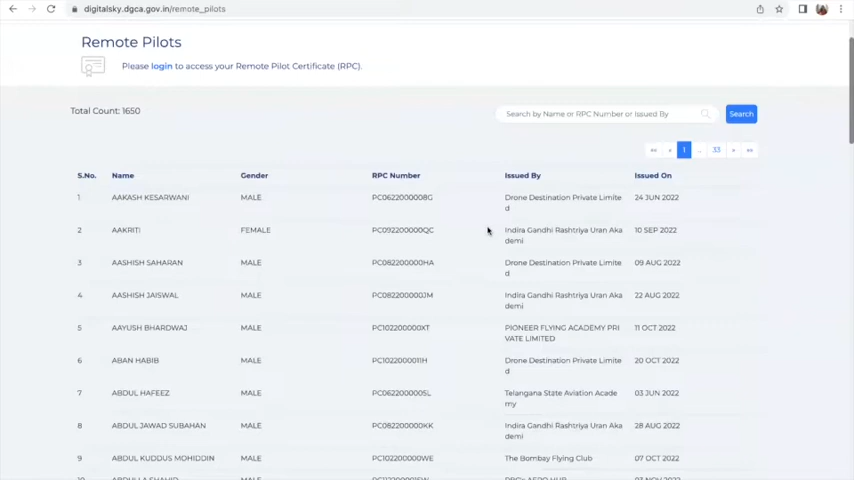 digitalsky.dgca.gov.in/remote_pilots
Remote Pilots
Please login to access your Remote Pilot Certificate (RPC).
Total Count: 1650
Search by Name or RPC Number or Issued By
Search
«« « 1 ... 33 » »»
S.No. Name Gender RPC Number Issued By Issued On
1 AAKASH KESARWANI MALE PC0622000008G Drone Destination Private Limite
d
24 JUN 2022
2 AAKRITI FEMALE PC092200000QC Indira Gandhi Rashtriya Uran Aka
demi
10 SEP 2022
3 AASHISH SAHARAN MALE PC082200000HA Drone Destination Private Limite
d
09 AUG 2022
4 AASHISH JAISWAL MALE PC082200000JM Indira Gandhi Rashtriya Uran Aka
demi
22 AUG 2022
5 AAYUSH BHARDWAJ MALE PC102200000XT PIONEER FLYING ACADEMY PRI
VATE LIMITED
11 OCT 2022
6 ABAN HABIB MALE PC1022000011H Drone Destination Private Limite
d
20 OCT 2022
7 ABDUL HAFEEZ MALE PC0622000005L Telangana State Aviation Acade
my
03 JUN 2022
8 ABDUL JAWAD SUBAHAN MALE PC082200000KK Indira Gandhi Rashtriya Uran Aka
demi
28 AUG 2022
9 ABDUL KUDDUS MOHIDDIN MALE PC102200000WE The Bombay Flying Club 07 OCT 2022